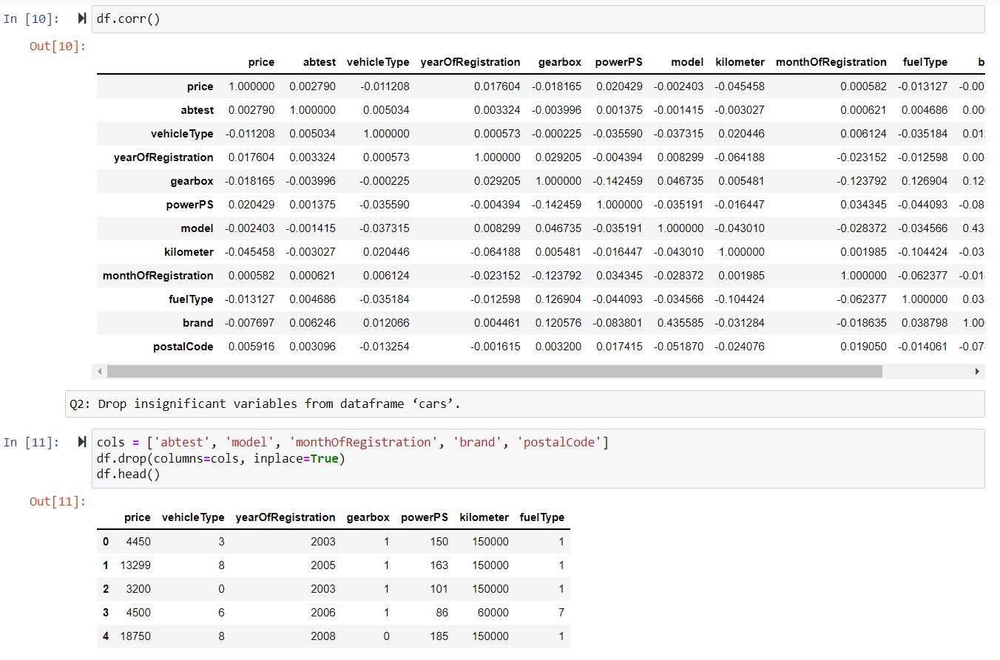 In [10]: df.corr()
Out[10]:
price abtest vehicleType yearOfRegistration gearbox powerPS model kilometer monthOfRegistration fuelType b
price 1.000000 0.002790 -0.011208 0.017604 -0.018165 0.020429 -0.002403 -0.045458 0.000582 -0.013127 -0.00
abtest 0.002790 1.000000 0.005034 0.003324 -0.003996 0.001375 -0.001415 -0.003027 0.000621 0.004686 0.00
vehicleType -0.011208 0.005034 1.000000 0.000573 -0.000225 -0.035590 -0.037315 0.020446 0.006124 -0.035184 0.01
yearOfRegistration 0.017604 0.003324 0.000573 1.000000 0.029205 -0.004394 0.008299 -0.064188 -0.023152 -0.012598 0.00
gearbox -0.018165 -0.003996 -0.000225 0.029205 1.000000 -0.142459 0.046735 0.005481 -0.123792 0.126904 0.12
powerPS 0.020429 0.001375 -0.035590 -0.004394 -0.142459 1.000000 -0.035191 -0.016447 0.034345 -0.044093 -0.08
model -0.002403 -0.001415 -0.037315 0.008299 0.046735 -0.035191 1.000000 -0.043010 -0.028372 -0.034566 0.43
kilometer -0.045458 -0.003027 0.020446 -0.064188 0.005481 -0.016447 -0.043010 1.000000 0.001985 -0.104424 -0.03
monthOfRegistration 0.000582 0.000621 0.006124 -0.023152 -0.123792 0.034345 -0.028372 0.001985 1.000000 -0.062377 -0.01
fuelType -0.013127 0.004686 -0.035184 -0.012598 0.126904 -0.044093 -0.034566 -0.104424 -0.062377 1.000000 0.03
brand -0.007697 0.006246 0.012066 0.004461 0.120576 -0.083801 0.435585 -0.031284 -0.018635 0.038798 1.00
postalCode 0.005916 0.003096 -0.013254 -0.001615 0.003200 0.017415 -0.051870 -0.024076 0.019050 -0.014061 -0.07
Q2: Drop insignificant variables from dataframe ‘cars’.
In [11]: cols = ['abtest', 'model', 'monthOfRegistration', 'brand', 'postalCode']
df.drop(columns=cols, inplace=True)
df.head()
Out[11]:
price vehicleType yearOfRegistration gearbox powerPS kilometer fuelType
0 4450 3 2003 1 150 150000 1
1 13299 8 2005 1 163 150000 1
2 3200 0 2003 1 101 150000 1
3 4500 6 2006 1 86 60000 7
4 18750 8 2008 0 185 150000 1